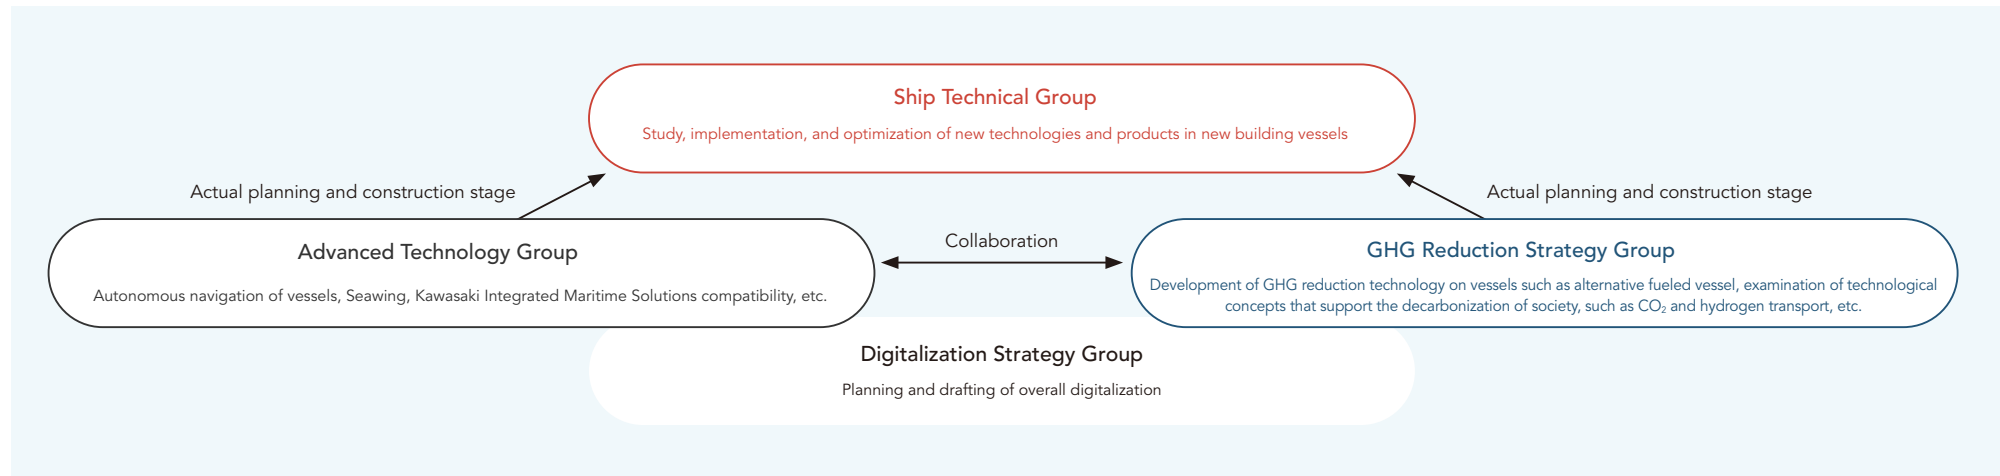 Ship Technical Group
Study, implementation, and optimization of new technologies and products in new building vessels
Actual planning and construction stage
Actual planning and construction stage
Advanced Technology Group
Autonomous navigation of vessels, Seawing, Kawasaki Integrated Maritime Solutions compatibility, etc.
Collaboration
GHG Reduction Strategy Group
Development of GHG reduction technology on vessels such as alternative fueled vessel, examination of technological
concepts that support the decarbonization of society, such as CO₂ and hydrogen transport, etc.
Digitalization Strategy Group
Planning and drafting of overall digitalization